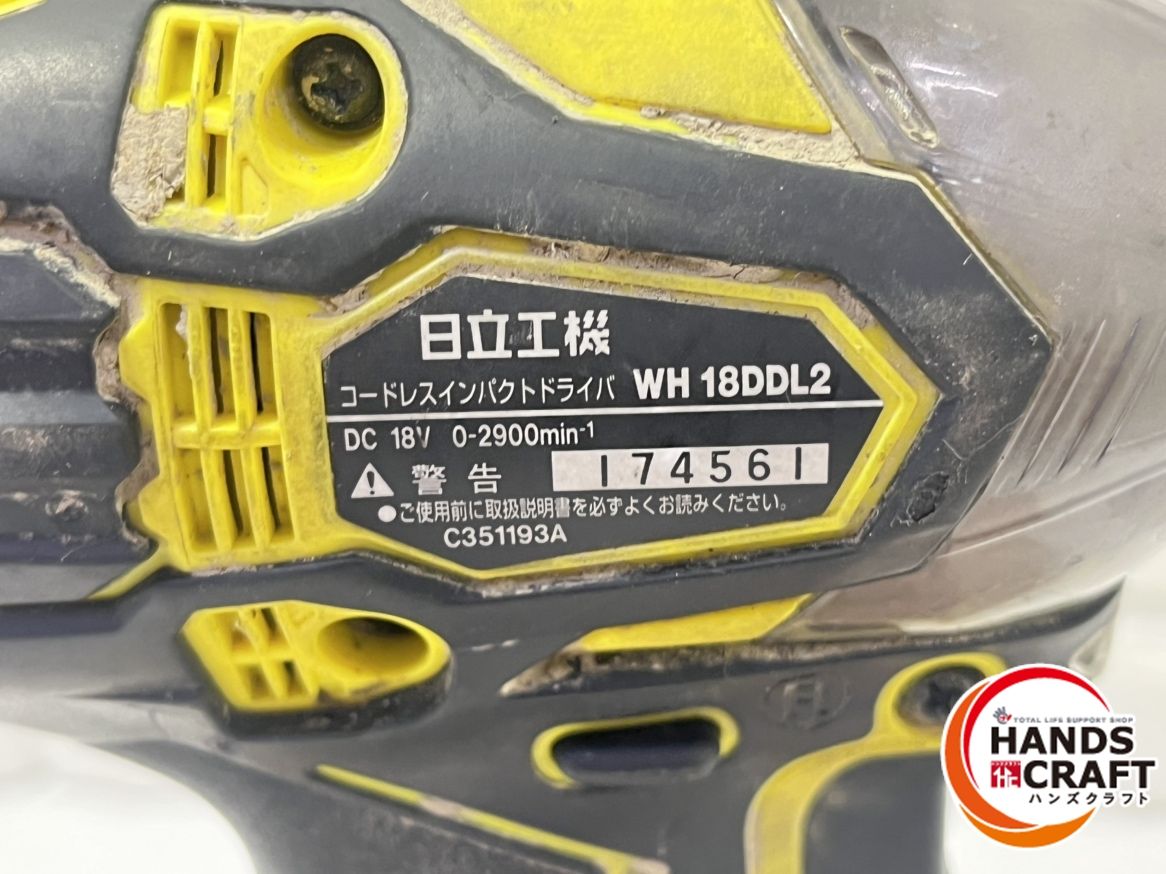 日立工機
コードレスインパクトドライバ WH 18DDL2
DC 18V 0-2900min-1
警告 174561
●ご使用前に取扱説明書を必ずよくお読みください。
C351193A
TOTAL LIFE SUPPORT SHOP
HANDS
CRAFT
ハンズクラフト